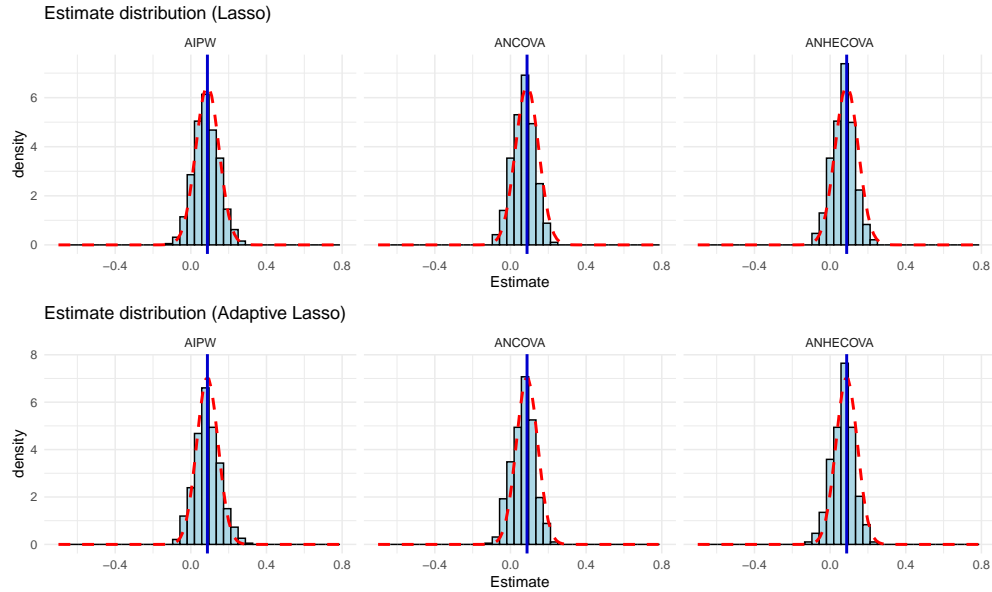 Estimate distribution (Lasso)
AIPW ANCOVA ANHECOVA
density
6
4
2
0
−0.4 0.0 0.4 0.8 −0.4 0.0 0.4 0.8 −0.4 0.0 0.4 0.8
Estimate
Estimate distribution (Adaptive Lasso)
AIPW ANCOVA ANHECOVA
density
8
6
4
2
0
−0.4 0.0 0.4 0.8 −0.4 0.0 0.4 0.8 −0.4 0.0 0.4 0.8
Estimate